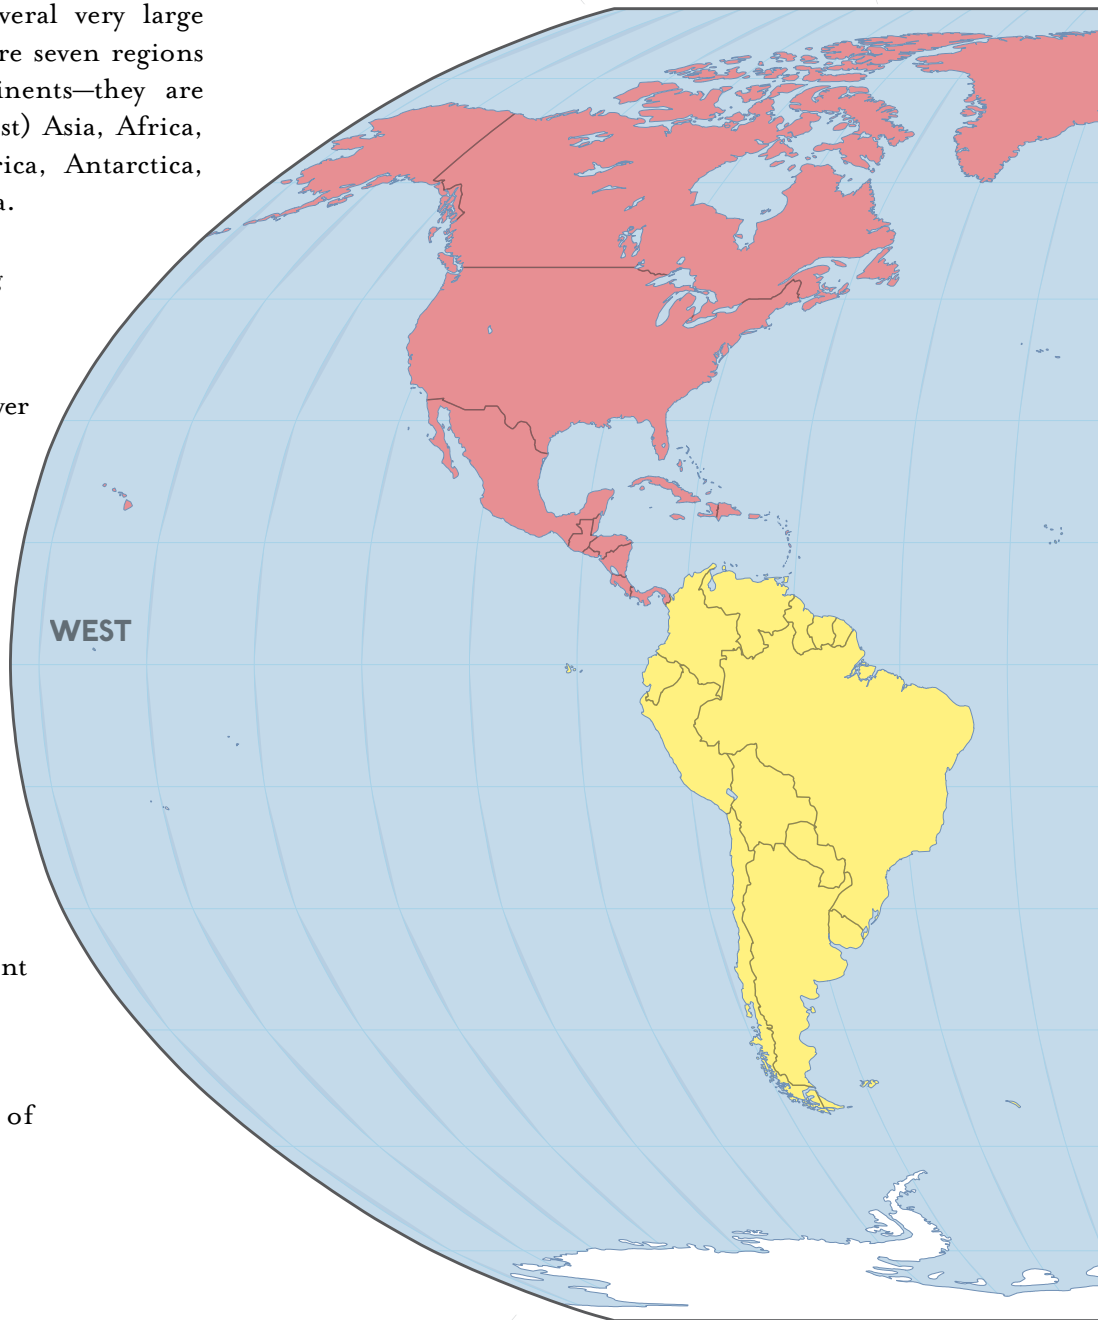 veral very large
re seven regions
inents—they are
st) Asia, Africa,
rica, Antarctica,
a.
ver
WEST
nt
of